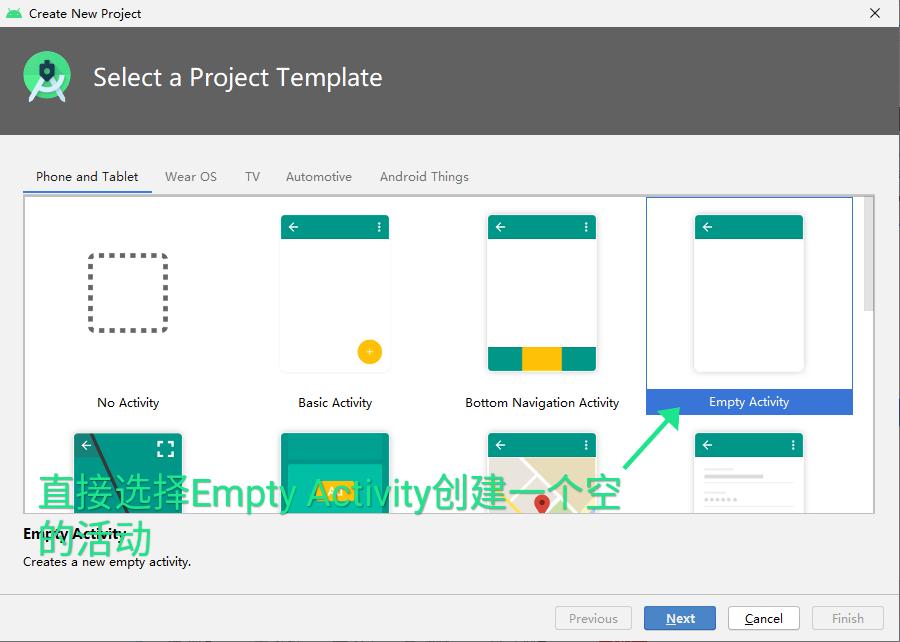 Create New Project
Select a Project Template
Phone and Tablet
Wear OS
TV
Automotive
Android Things
No Activity
Basic Activity
Bottom Navigation Activity
Empty Activity
直接选择Empty Activity创建一个空
的活动
Empty Activity
Creates a new empty activity.
Previous
Next
Cancel
Finish